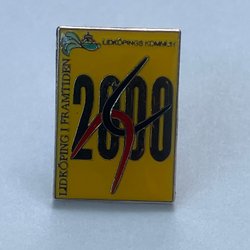 LIDKÖPINGS KOMMUN
2000
LIDKÖPING I FRAMTIDEN